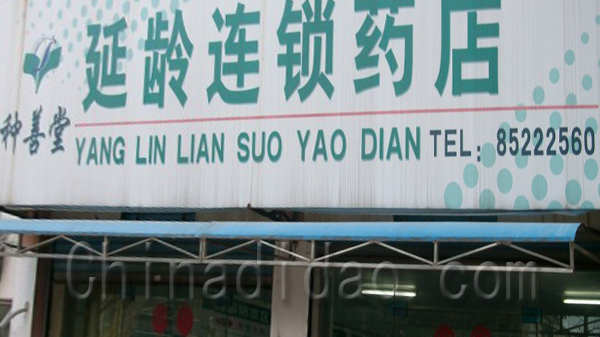 延龄连锁药店
种善堂
YANG LIN LIAN SUO YAO DIAN TEL: 85222560
Chinadidao.com